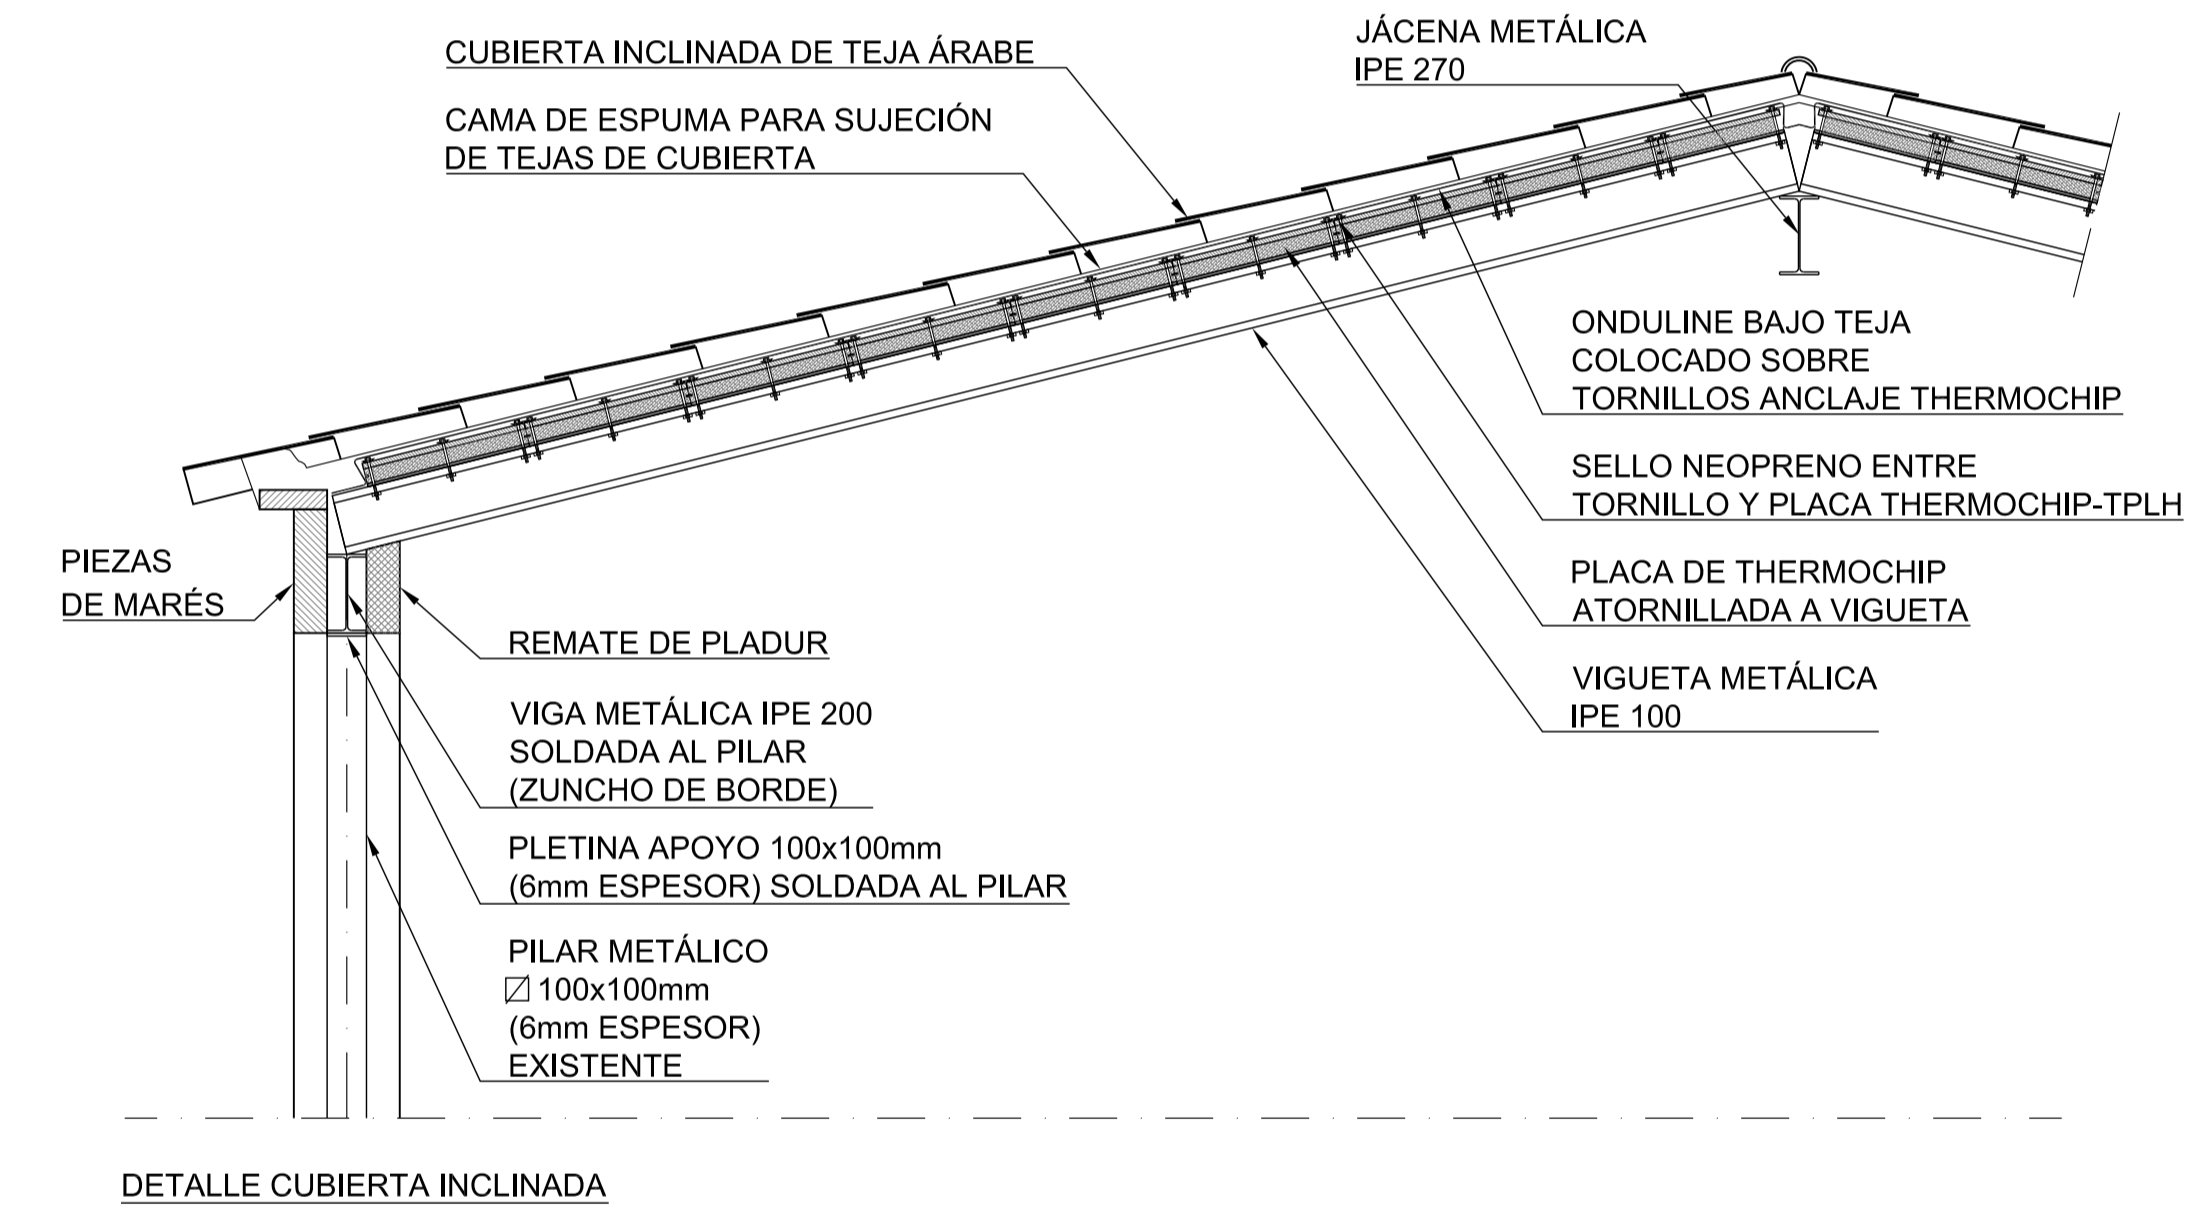 CUBIERTA INCLINADA DE TEJA ÁRABE
CAMA DE ESPUMA PARA SUJECIÓN
DE TEJAS DE CUBIERTA
JÁCENA METÁLICA
IPE 270
ONDULINE BAJO TEJA
COLOCADO SOBRE
TORNILLOS ANCLAJE THERMOCHIP
SELLO NEOPRENO ENTRE
TORNILLO Y PLACA THERMOCHIP-TPLH
PLACA DE THERMOCHIP
ATORNILLADA A VIGUETA
VIGUETA METÁLICA
IPE 100
PIEZAS
DE MARÉS
REMATE DE PLADUR
VIGA METÁLICA IPE 200
SOLDADA AL PILAR
(ZUNCHO DE BORDE)
PLETINA APOYO 100x100mm
(6mm ESPESOR) SOLDADA AL PILAR
PILAR METÁLICO
100x100mm
(6mm ESPESOR)
EXISTENTE
DETALLE CUBIERTA INCLINADA